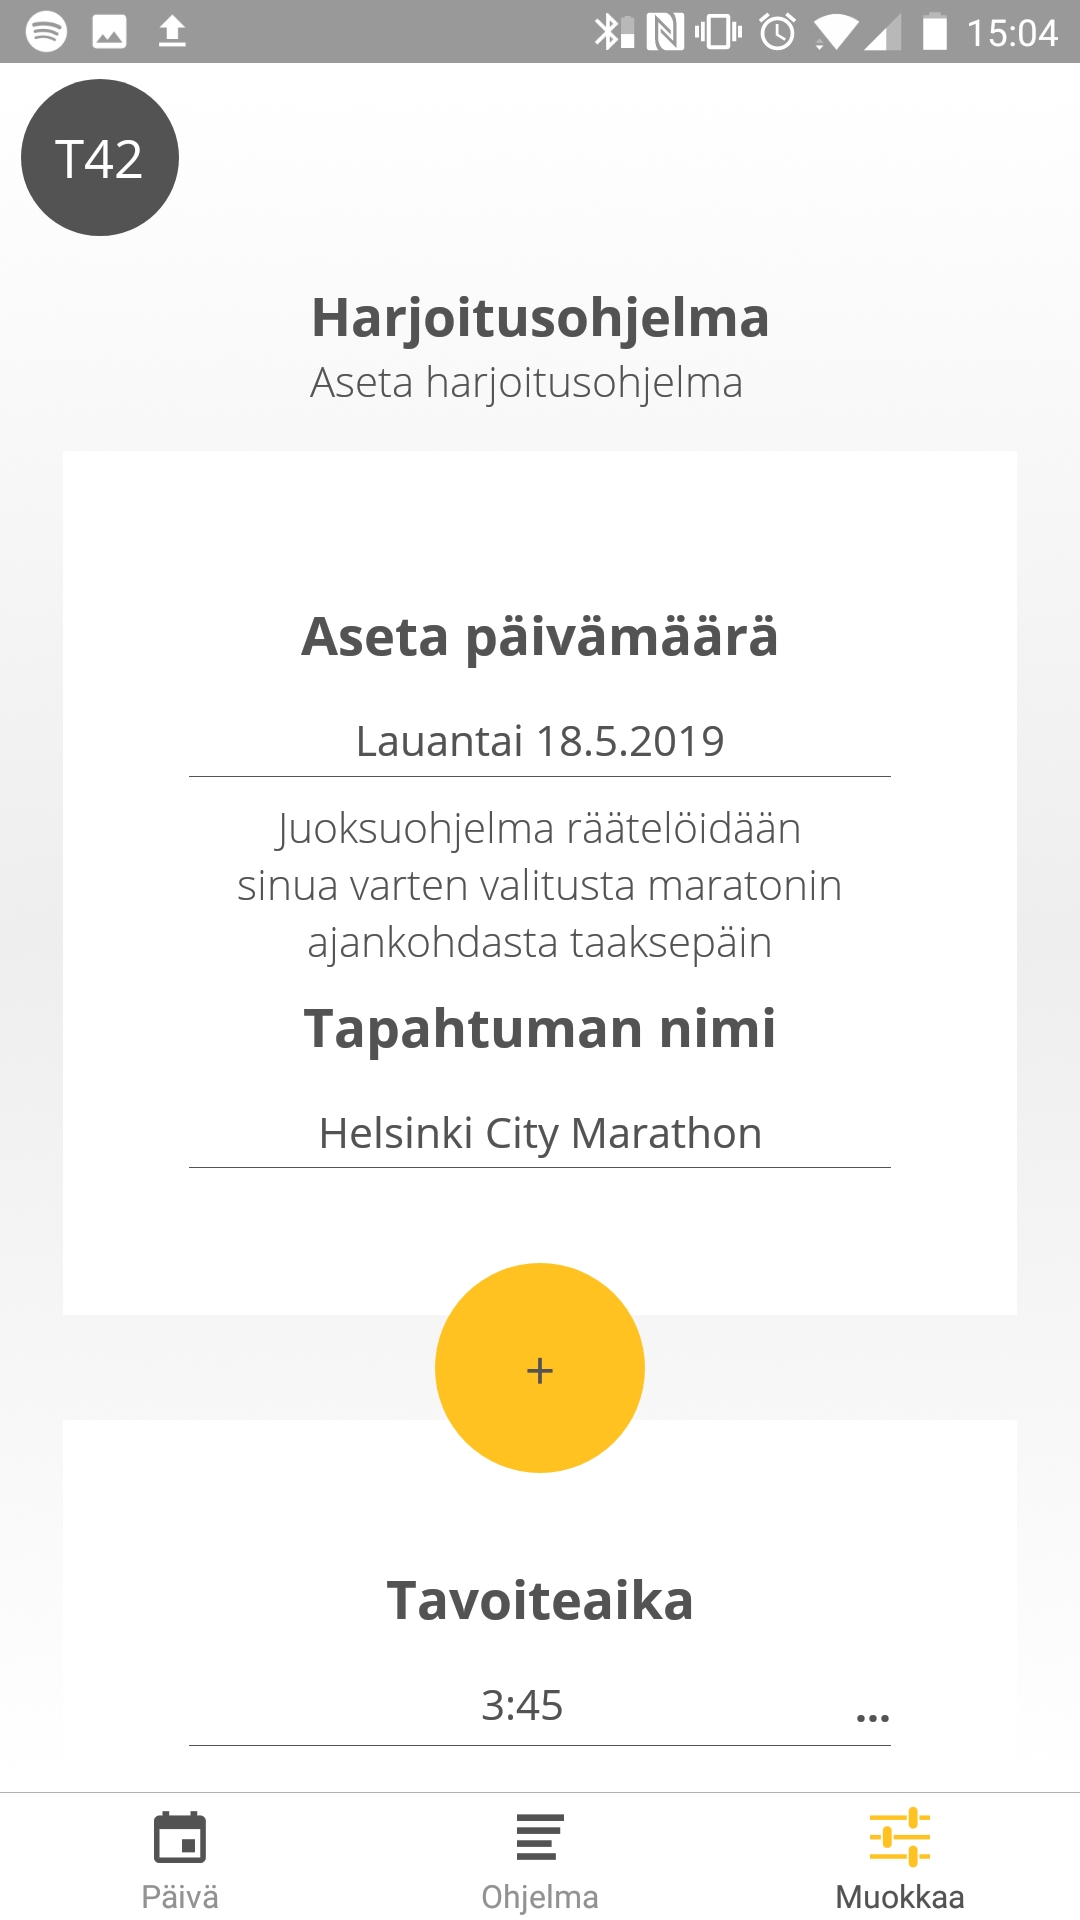 15:04
T42
Harjoitusohjelma
Aseta harjoitusohjelma
Aseta päivämäärä
Lauantai 18.5.2019
Juoksuohjelma räätelöidään
sinua varten valitusta maratonin
ajankohdasta taaksepäin
Tapahtuman nimi
Helsinki City Marathon
+
Tavoiteaika
3:45 ...
Päivä Ohjelma Muokkaa